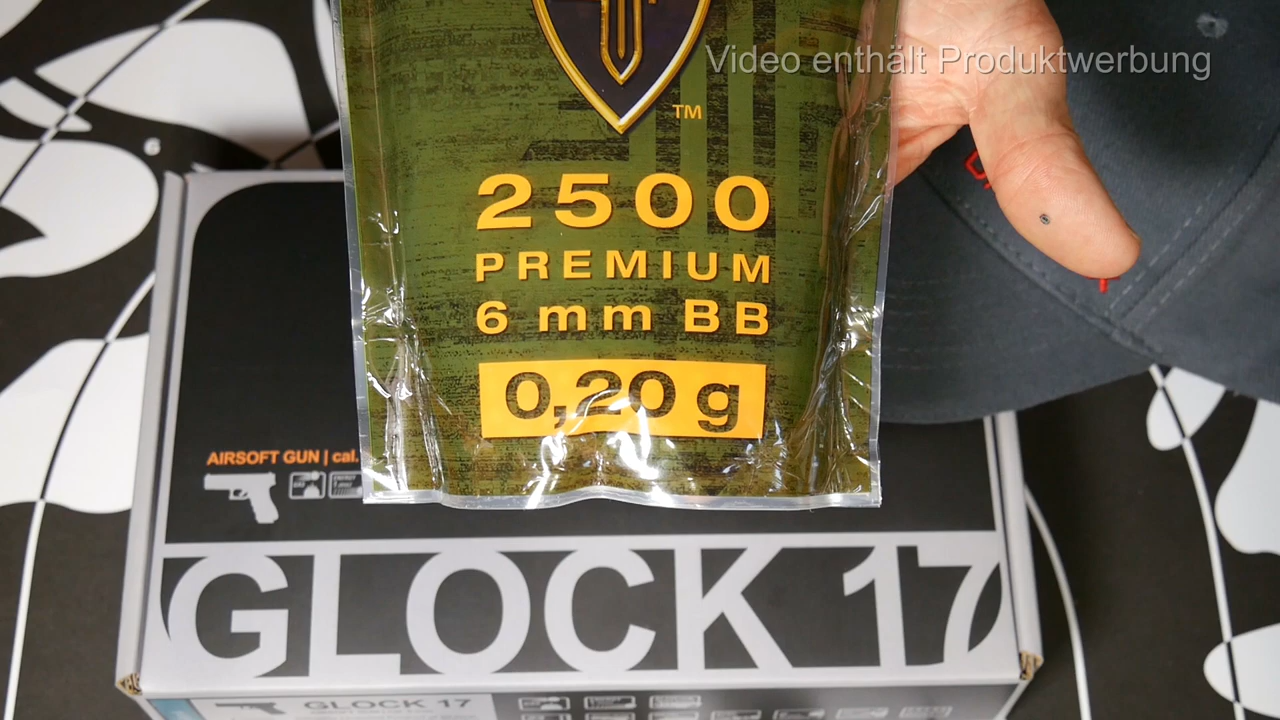 Video enthält Produktwerbung
TM
2500
PREMIUM
6 mm BB
0,20 g
AIRSOFT GUN | cal.
GLOCK 17
GLOCK 17